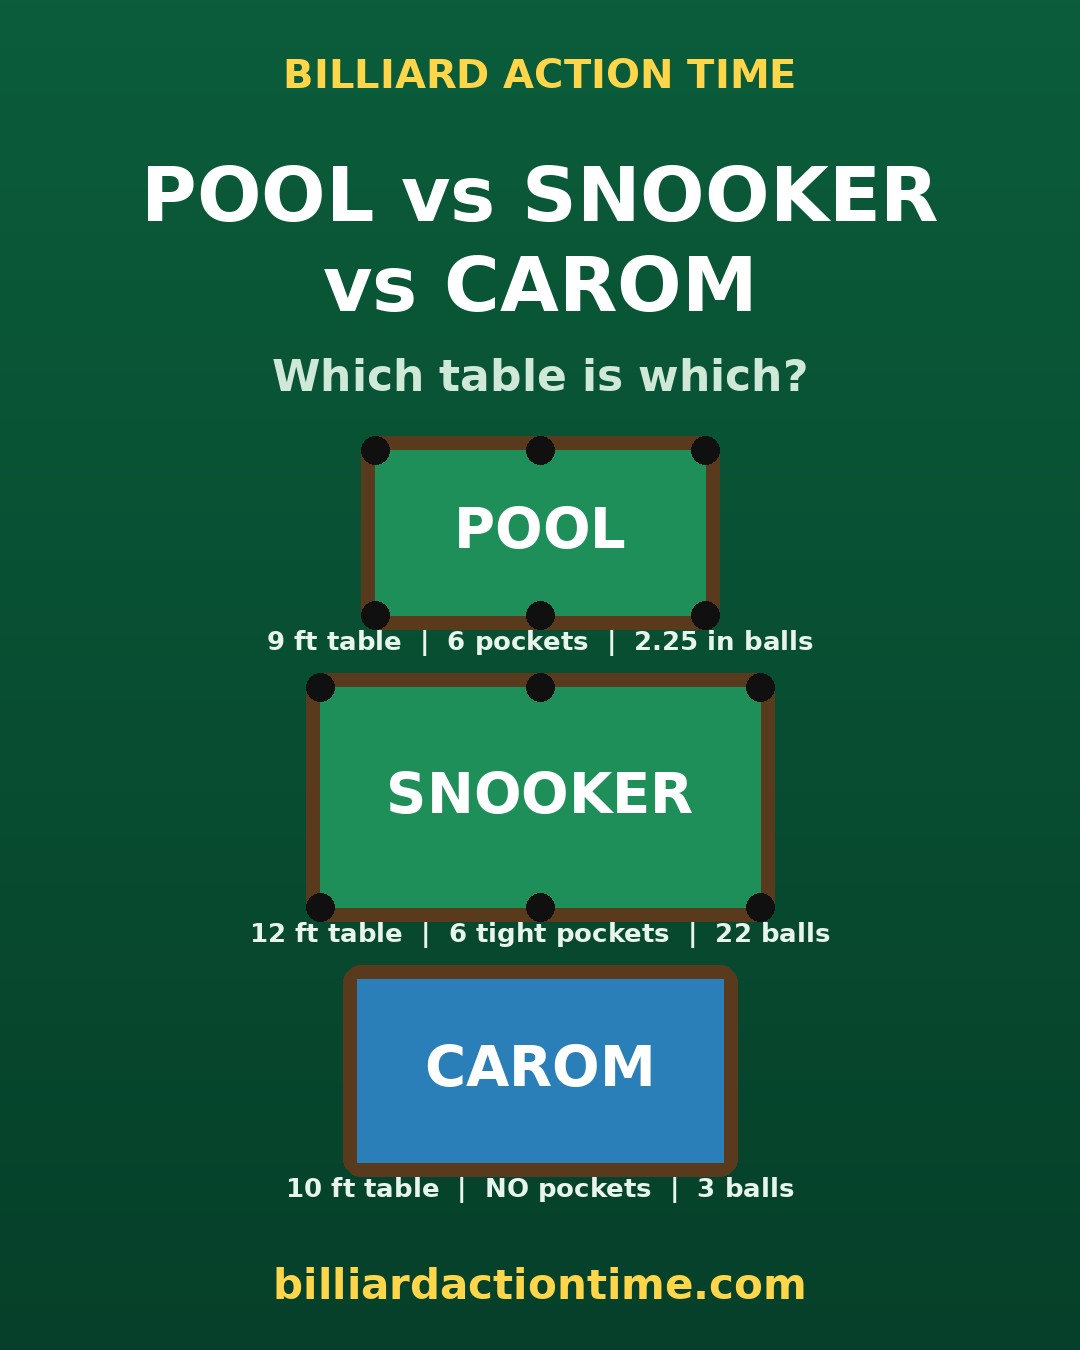 BILLIARD ACTION TIME
POOL vs SNOOKER
vs CAROM
Which table is which?
POOL
9 ft table | 6 pockets | 2.25 in balls
SNOOKER
12 ft table | 6 tight pockets | 22 balls
CAROM
10 ft table | NO pockets | 3 balls
billiardactiontime.com